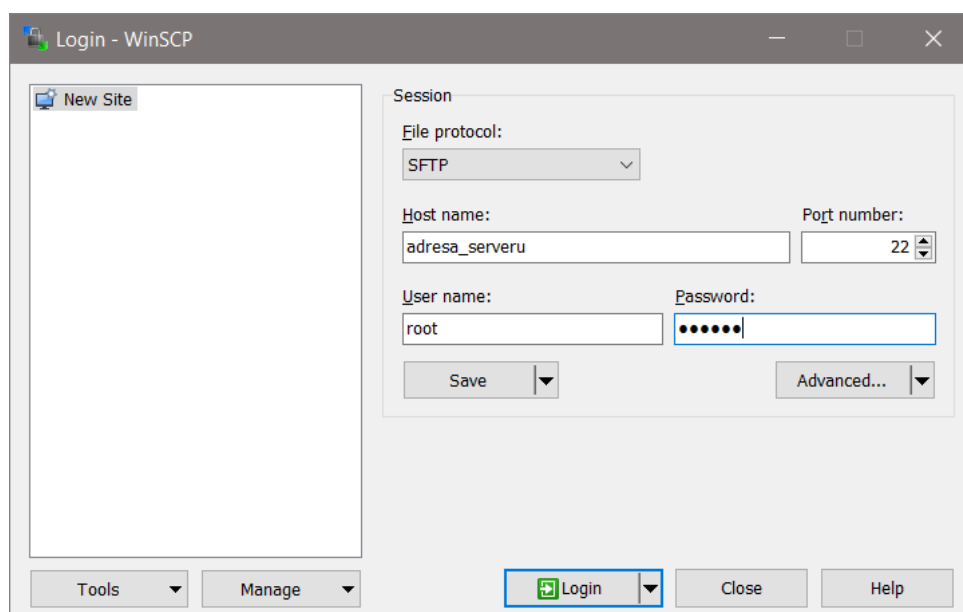 Login - WinSCP
New Site
Session
File protocol:
SFTP
Host name: Port number:
adresa_serveru 22
User name: Password:
root ●●●●●●
Save Advanced...
Tools Manage Login Close Help